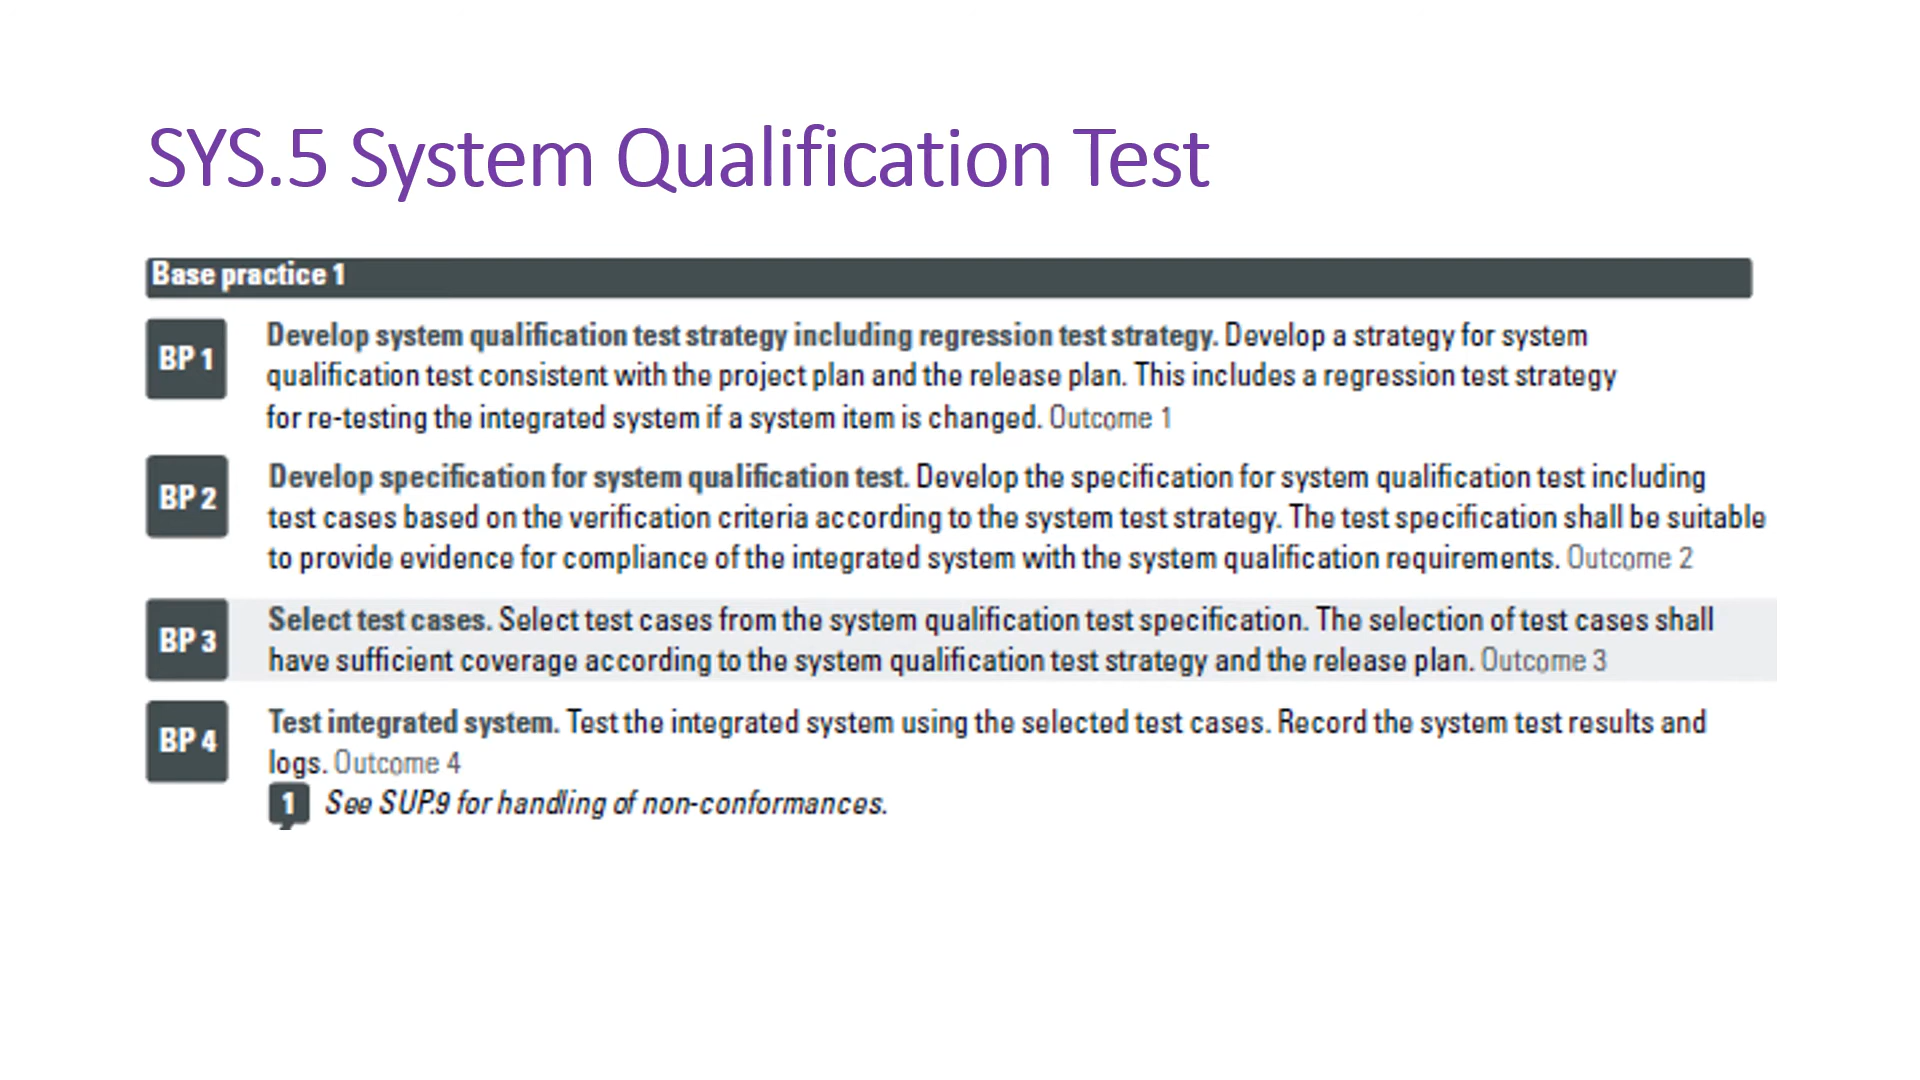 SYS.5 System Qualification Test
Base practice 1
BP 1
Develop system qualification test strategy including regression test strategy. Develop a strategy for system
qualification test consistent with the project plan and the release plan. This includes a regression test strategy
for re-testing the integrated system if a system item is changed. Outcome 1
BP 2
Develop specification for system qualification test. Develop the specification for system qualification test including
test cases based on the verification criteria according to the system test strategy. The test specification shall be suitable
to provide evidence for compliance of the integrated system with the system qualification requirements. Outcome 2
BP 3
Select test cases. Select test cases from the system qualification test specification. The selection of test cases shall
have sufficient coverage according to the system qualification test strategy and the release plan. Outcome 3
BP 4
Test integrated system. Test the integrated system using the selected test cases. Record the system test results and
logs. Outcome 4
1 See SUP.9 for handling of non-conformances.